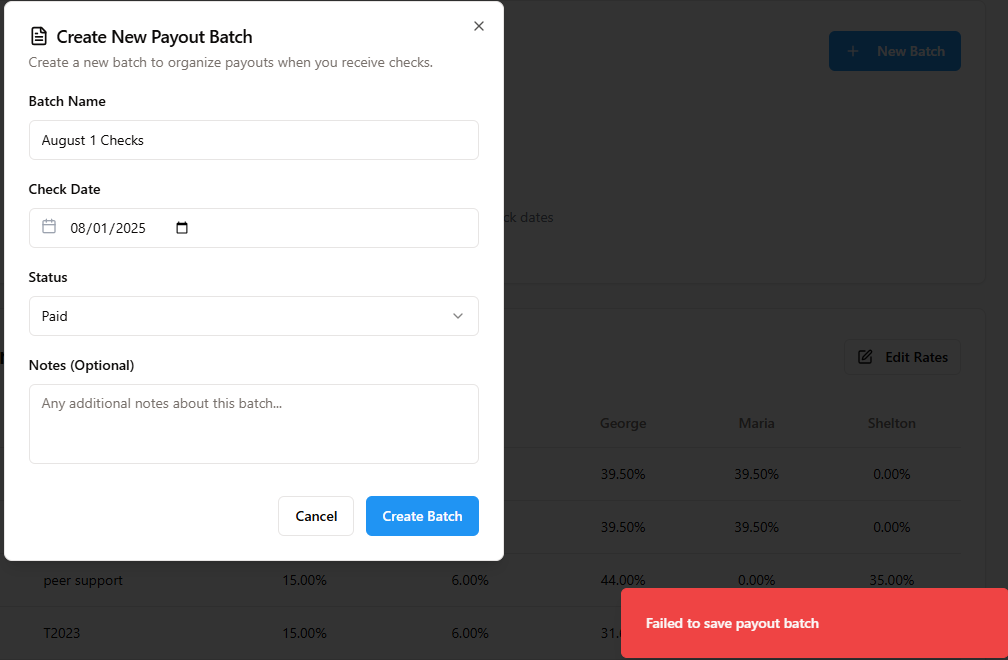 Create New Payout Batch
Create a new batch to organize payouts when you receive checks.
Batch Name
August 1 Checks
Check Date
08/01/2025
Status
Paid
Notes (Optional)
Any additional notes about this batch...
Cancel
Create Batch
New Batch
dates
Edit Rates
George Maria Shelton
39.50% 39.50% 0.00%
39.50% 39.50% 0.00%
peer support 15.00% 6.00% 44.00% 0.00% 35.00%
T2023 15.00% 6.00%
Failed to save payout batch